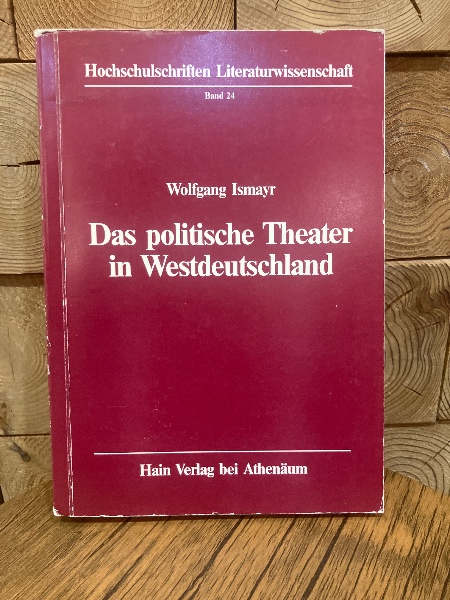 Hochschulschriften Literaturwissenschaft
Band 24
Wolfgang Ismayr
Das politische Theater
in Westdeutschland
Hain Verlag bei Athenäum